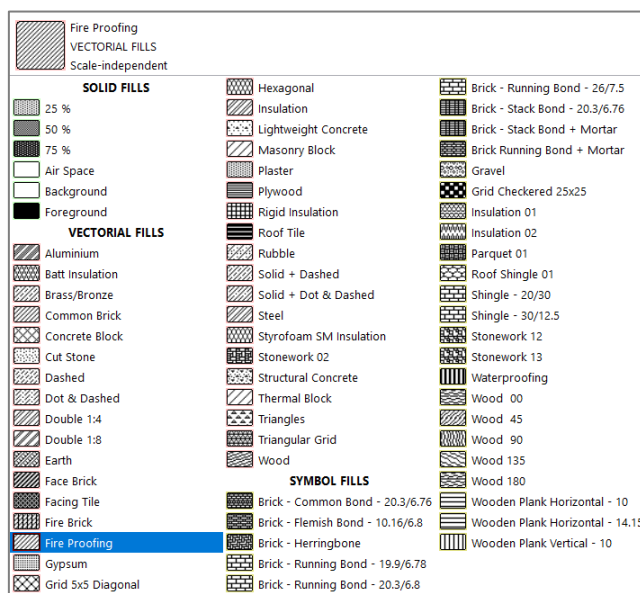 Fire Proofing
VECTORIAL FILLS
Scale-independent
SOLID FILLS
25 %
50 %
75 %
Air Space
Background
Foreground
VECTORIAL FILLS
Aluminium
Batt Insulation
Brass/Bronze
Common Brick
Concrete Block
Cut Stone
Dashed
Dot & Dashed
Double 1:4
Double 1:8
Earth
Face Brick
Facing Tile
Fire Brick
Fire Proofing
Gypsum
Grid 5x5 Diagonal
Hexagonal
Insulation
Lightweight Concrete
Masonry Block
Plaster
Plywood
Rigid Insulation
Roof Tile
Rubble
Solid + Dashed
Solid + Dot & Dashed
Steel
Styrofoam SM Insulation
Stonework 02
Structural Concrete
Thermal Block
Triangles
Triangular Grid
Wood
SYMBOL FILLS
Brick - Common Bond - 20.3/6.76
Brick - Flemish Bond - 10.16/6.8
Brick - Herringbone
Brick - Running Bond - 19.9/6.78
Brick - Running Bond - 20.3/6.8
Brick - Running Bond - 26/7.5
Brick - Stack Bond - 20.3/6.76
Brick - Stack Bond + Mortar
Brick Running Bond + Mortar
Gravel
Grid Checkered 25x25
Insulation 01
Insulation 02
Parquet 01
Roof Shingle 01
Shingle - 20/30
Shingle - 30/12.5
Stonework 12
Stonework 13
Waterproofing
Wood  00
Wood  45
Wood  90
Wood 135
Wood 180
Wooden Plank Horizontal - 10
Wooden Plank Horizontal - 14.15
Wooden Plank Vertical - 10